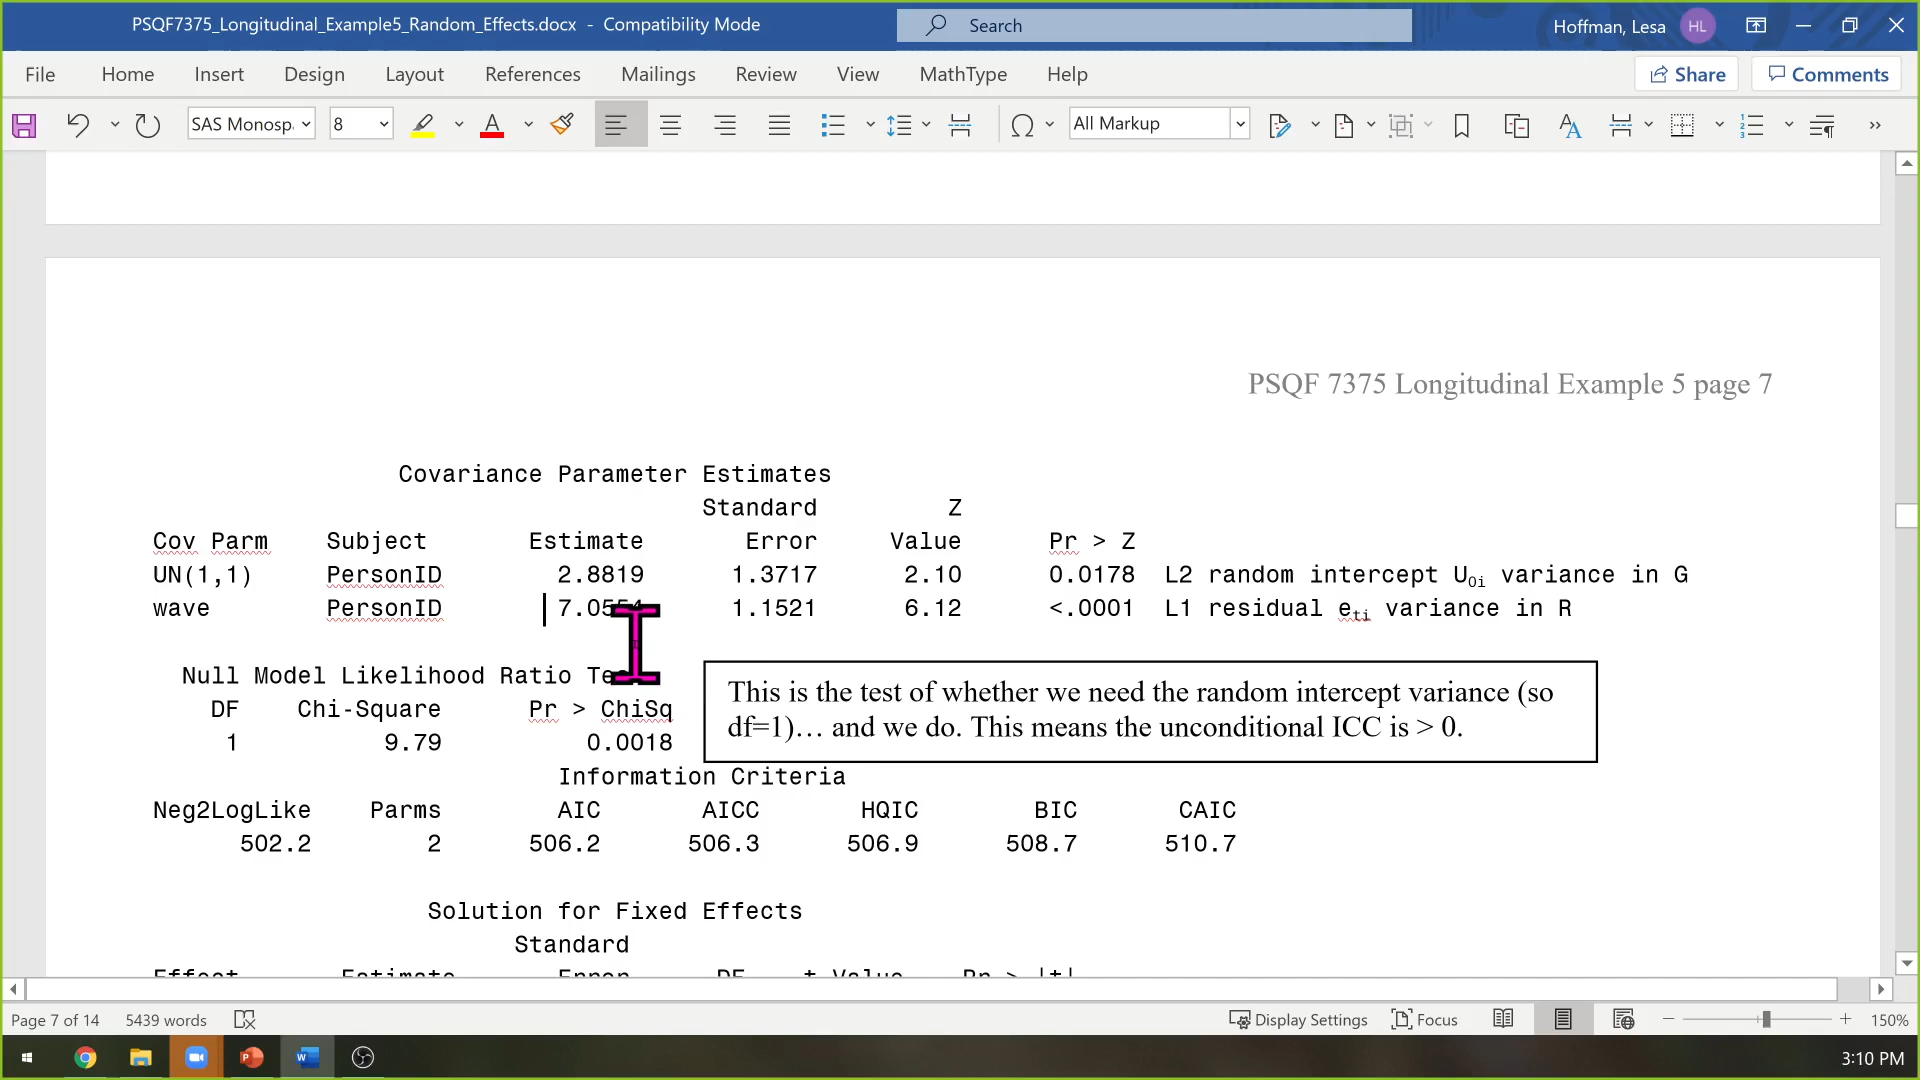 PSQF7375_Longitudinal_Example5_Random_Effects.docx - Compatibility Mode
Search
Hoffman, Lesa
HL
File Home Insert Design Layout References Mailings Review View MathType Help
Share
Comments
SAS Monosp.
8
All Markup
PSQF 7375 Longitudinal Example 5 page 7
Covariance Parameter Estimates
Standard Z
Cov Parm Subject Estimate Error Value Pr > Z
UN(1,1) PersonID 2.8819 1.3717 2.10 0.0178 L2 random intercept U0i variance in G
wave PersonID 1.1521 6.12 <.0001 L1 residual eti variance in R
Null Model Likelihood Ratio
DF Chi-Square Pr > ChiSq
1 9.79 0.0018
This is the test of whether we need the random intercept variance (so
df=1)… and we do. This means the unconditional ICC is > 0.
Information Criteria
Neg2LogLike Parms AIC AICC HQIC BIC CAIC
502.2 2 506.2 506.3 506.9 508.7 510.7
Solution for Fixed Effects
Standard
Effect Estimate Error DF t Value Pr > |t|
Page 7 of 14 5439 words
Display Settings
Focus
150%
3:10 PM